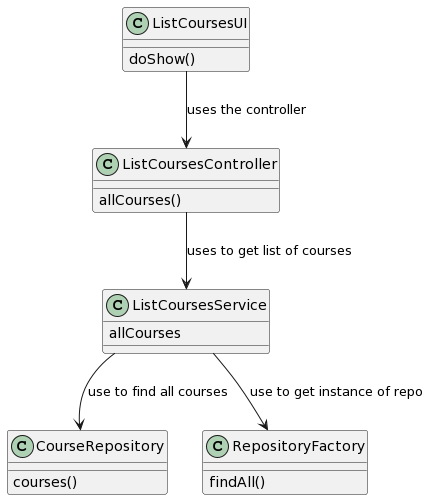 C ListCoursesUI
doShow()
uses the controller
C ListCoursesController
allCourses()
uses to get list of courses
C ListCoursesService
allCourses
use to find all courses
use to get instance of repo
C CourseRepository
courses()
C RepositoryFactory
findAll()